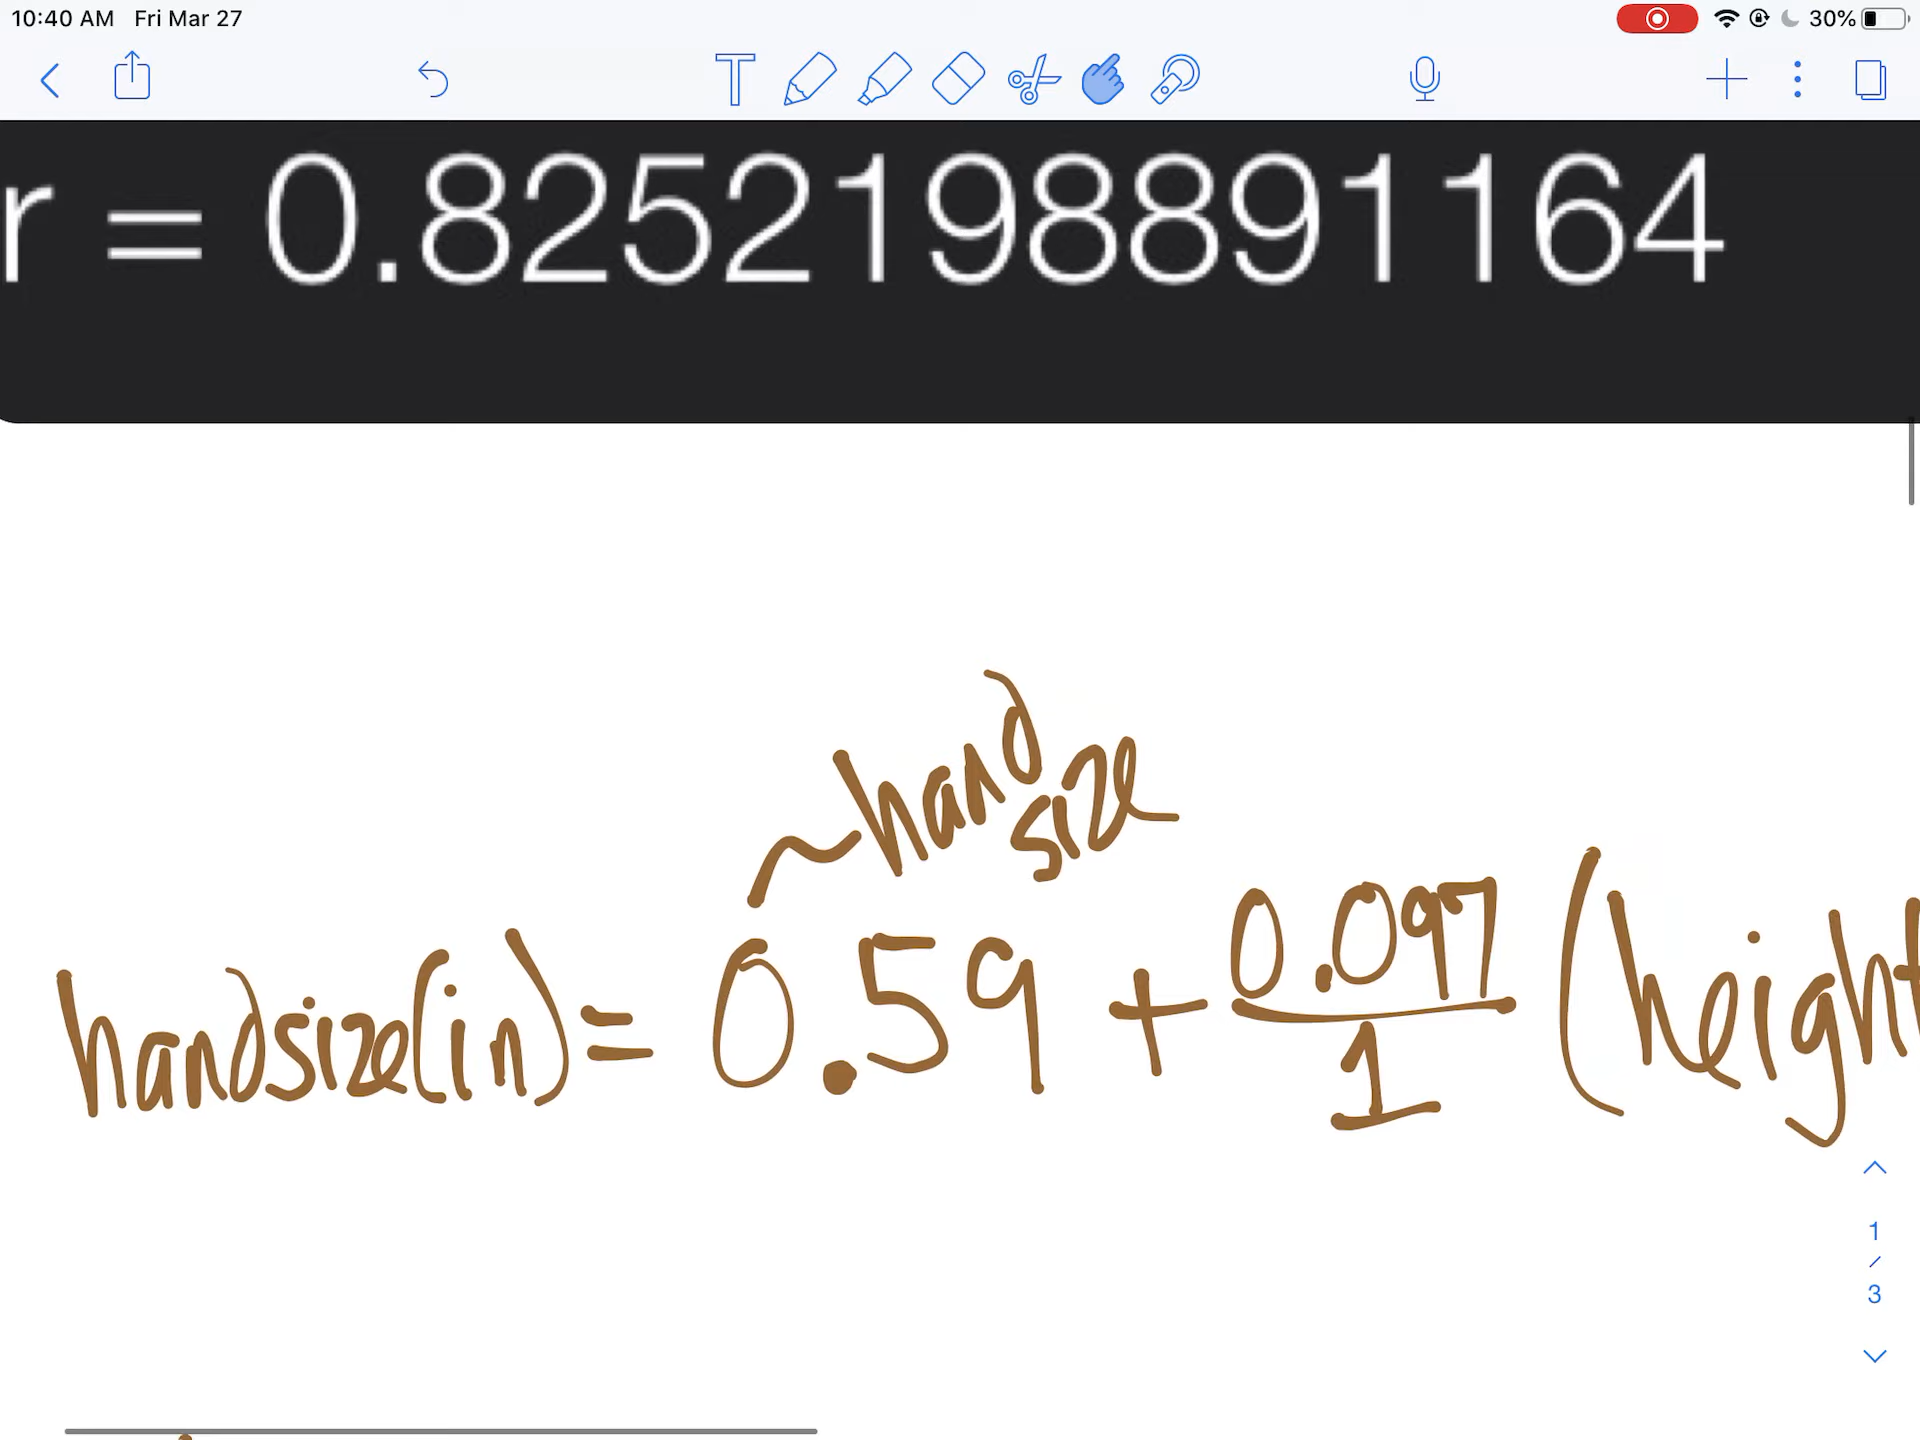 10:40 AM Fri Mar 27 30%
T
r = 0.8252198891164
hand
size
handsize(in) = 0.59 + 0.097/1 (height
1
/
3